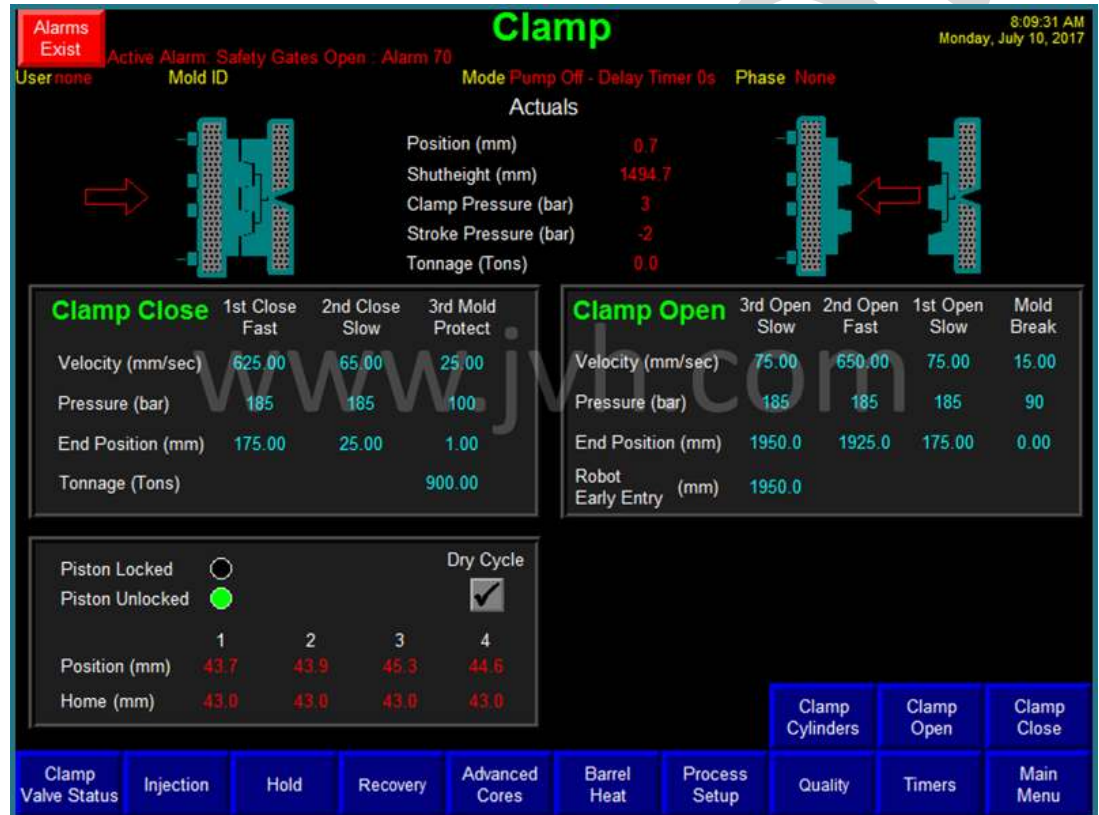 Alarms Exist
Clamp
8:09:31 AM
Monday, July 10, 2017
Active Alarm: Safety Gates Open : Alarm 70
User none Mold ID Mode Pump Off - Delay Timer 0s Phase None
Actuals
Position (mm) 0.7
Shutheight (mm) 1494.7
Clamp Pressure (bar) 3
Stroke Pressure (bar) -2
Tonnage (Tons) 0.0
Clamp Close 1st Close Fast 2nd Close Slow 3rd Mold Protect
Velocity (mm/sec) 625.00 65.00 25.00
Pressure (bar) 185 185 100
End Position (mm) 175.00 25.00 1.00
Tonnage (Tons) 900.00
Clamp Open 3rd Open Slow 2nd Open Fast 1st Open Slow Mold Break
Velocity (mm/sec) 75.00 650.00 75.00 15.00
Pressure (bar) 185 185 185 90
End Position (mm) 1950.0 1925.0 175.00 0.00
Robot Early Entry (mm) 1950.0
www.jvh.com
Piston Locked
Piston Unlocked
Dry Cycle
1 2 3 4
Position (mm) 43.7 43.9 45.3 44.6
Home (mm) 43.0 43.0 43.0 43.0
Clamp Cylinders
Clamp Open
Clamp Close
Clamp Valve Status
Injection
Hold
Recovery
Advanced Cores
Barrel Heat
Process Setup
Quality
Timers
Main Menu